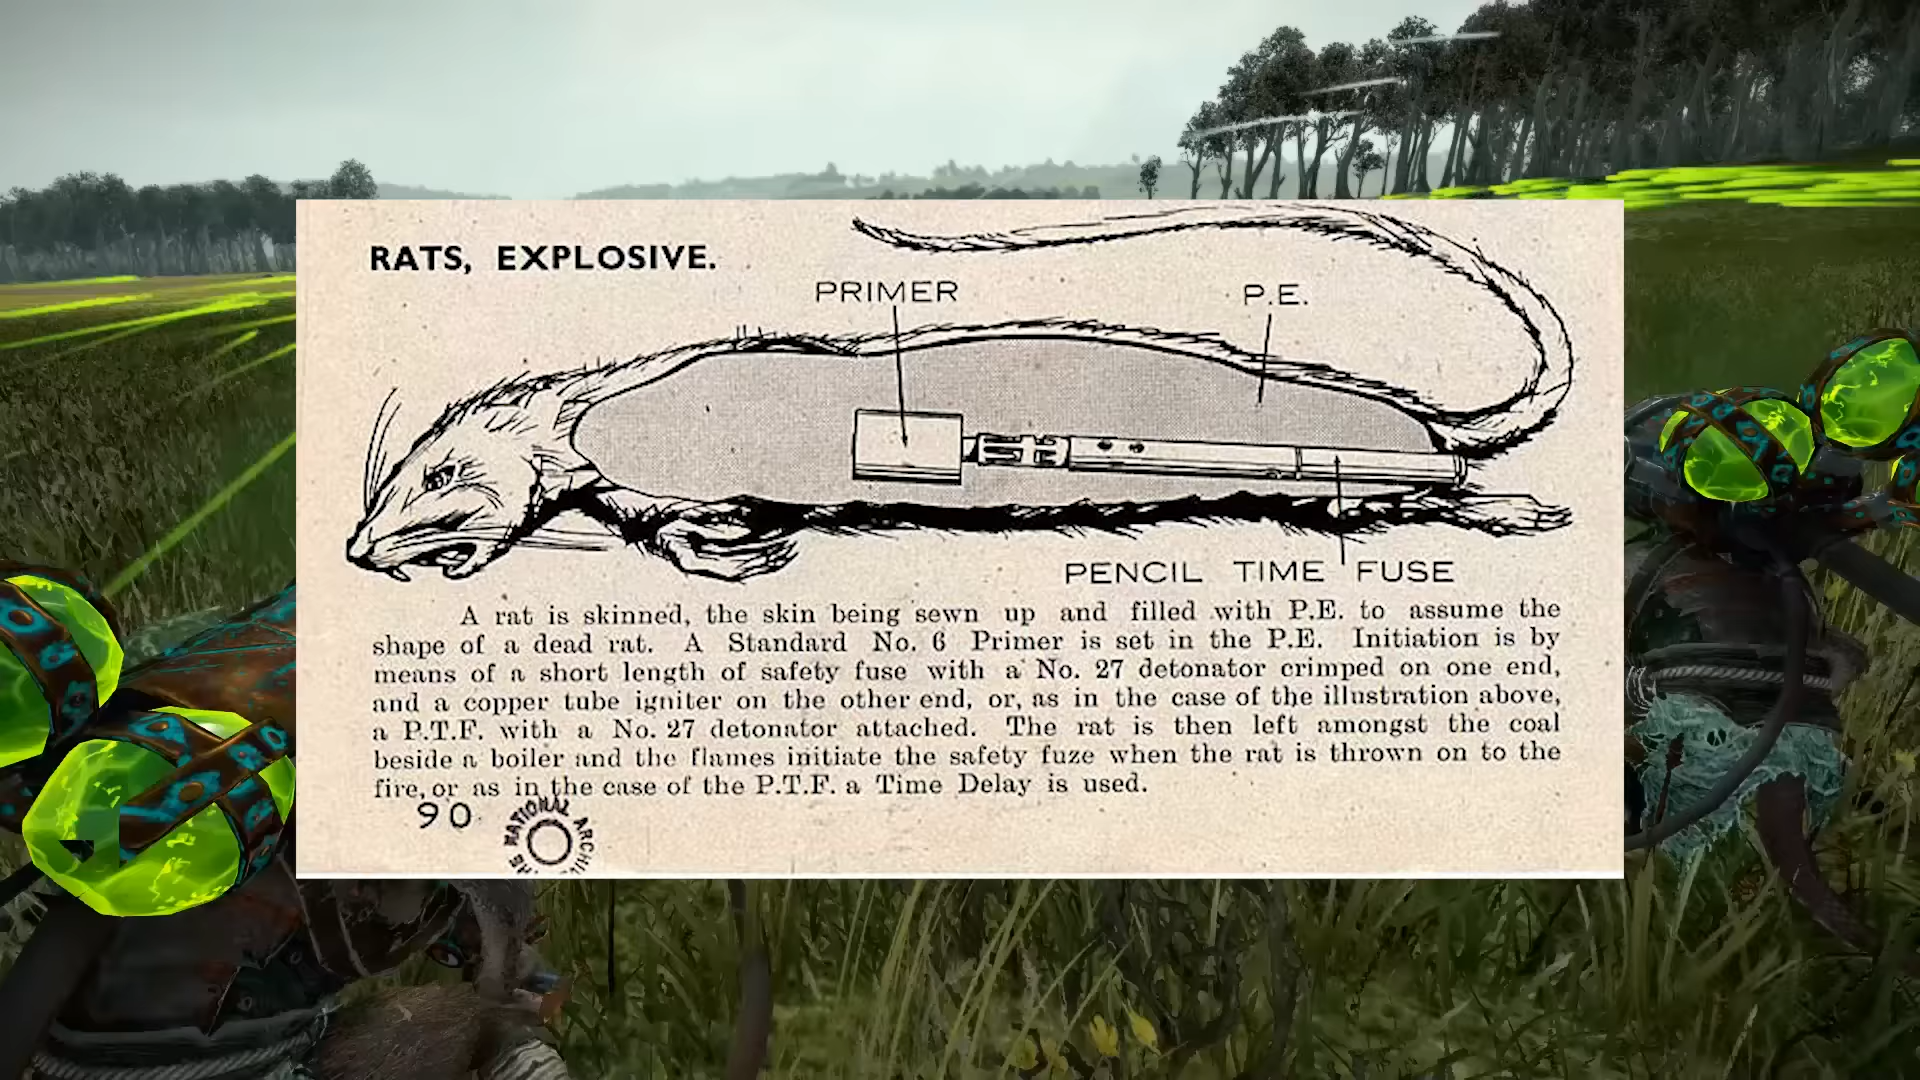 RATS, EXPLOSIVE.
PRIMER
P.E.
PENCIL TIME FUSE
A rat is skinned, the skin being sewn up and filled with P.E. to assume the
shape of a dead rat. A Standard No. 6 Primer is set in the P.E. Initiation is by
means of a short length of safety fuse with a No. 27 detonator crimped on one end,
and a copper tube igniter on the other end, or, as in the case of the illustration above,
a P.T.F. with a No. 27 detonator attached. The rat is then left amongst the coal
beside a boiler and the flames initiate the safety fuze when the rat is thrown on to the
fire, or as in the case of the P.T.F. a Time Delay is used.
90
THE NATIONAL ARCHI